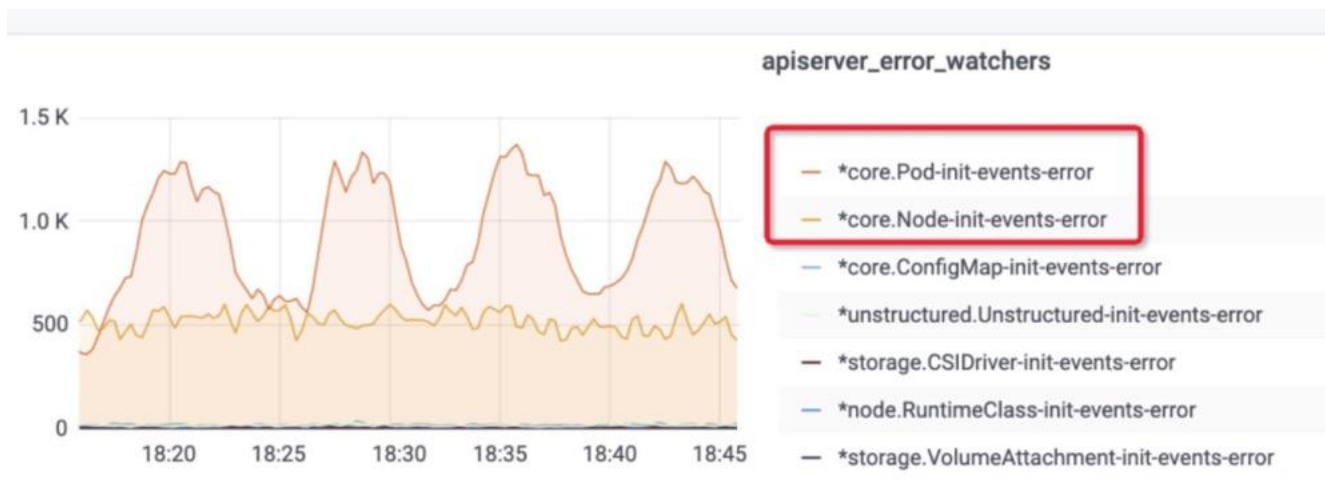 apiserver_error_watchers
1.5 K
1.0 K
500
0
18:20 18:25 18:30 18:35 18:40 18:45
*core.Pod-init-events-error
*core.Node-init-events-error
*core.ConfigMap-init-events-error
*unstructured.Unstructured-init-events-error
*storage.CSIDriver-init-events-error
*node.RuntimeClass-init-events-error
*storage.VolumeAttachment-init-events-error